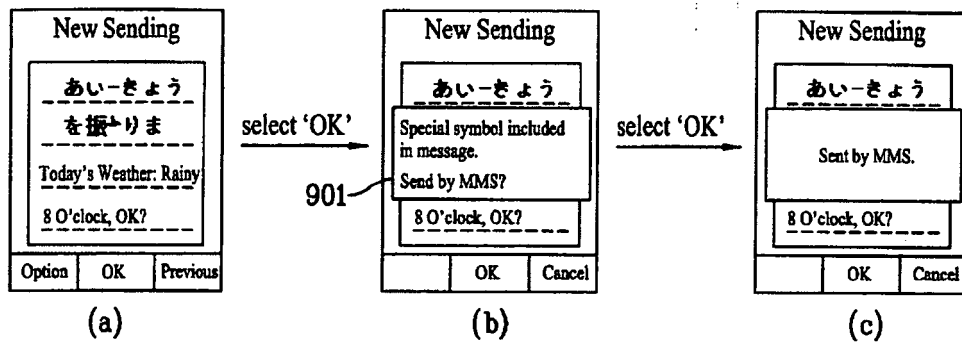 New Sending
あい-きょう
を振りま
Today's Weather: Rainy
8 O'clock, OK?
Option OK Previous
(a)
select 'OK'
New Sending
あい-きょう
Special symbol included
in message.
Send by MMS?
901
8 O'clock, OK?
OK Cancel
(b)
select 'OK'
New Sending
あい-きょう
Sent by MMS.
8 O'clock, OK?
OK Cancel
(c)